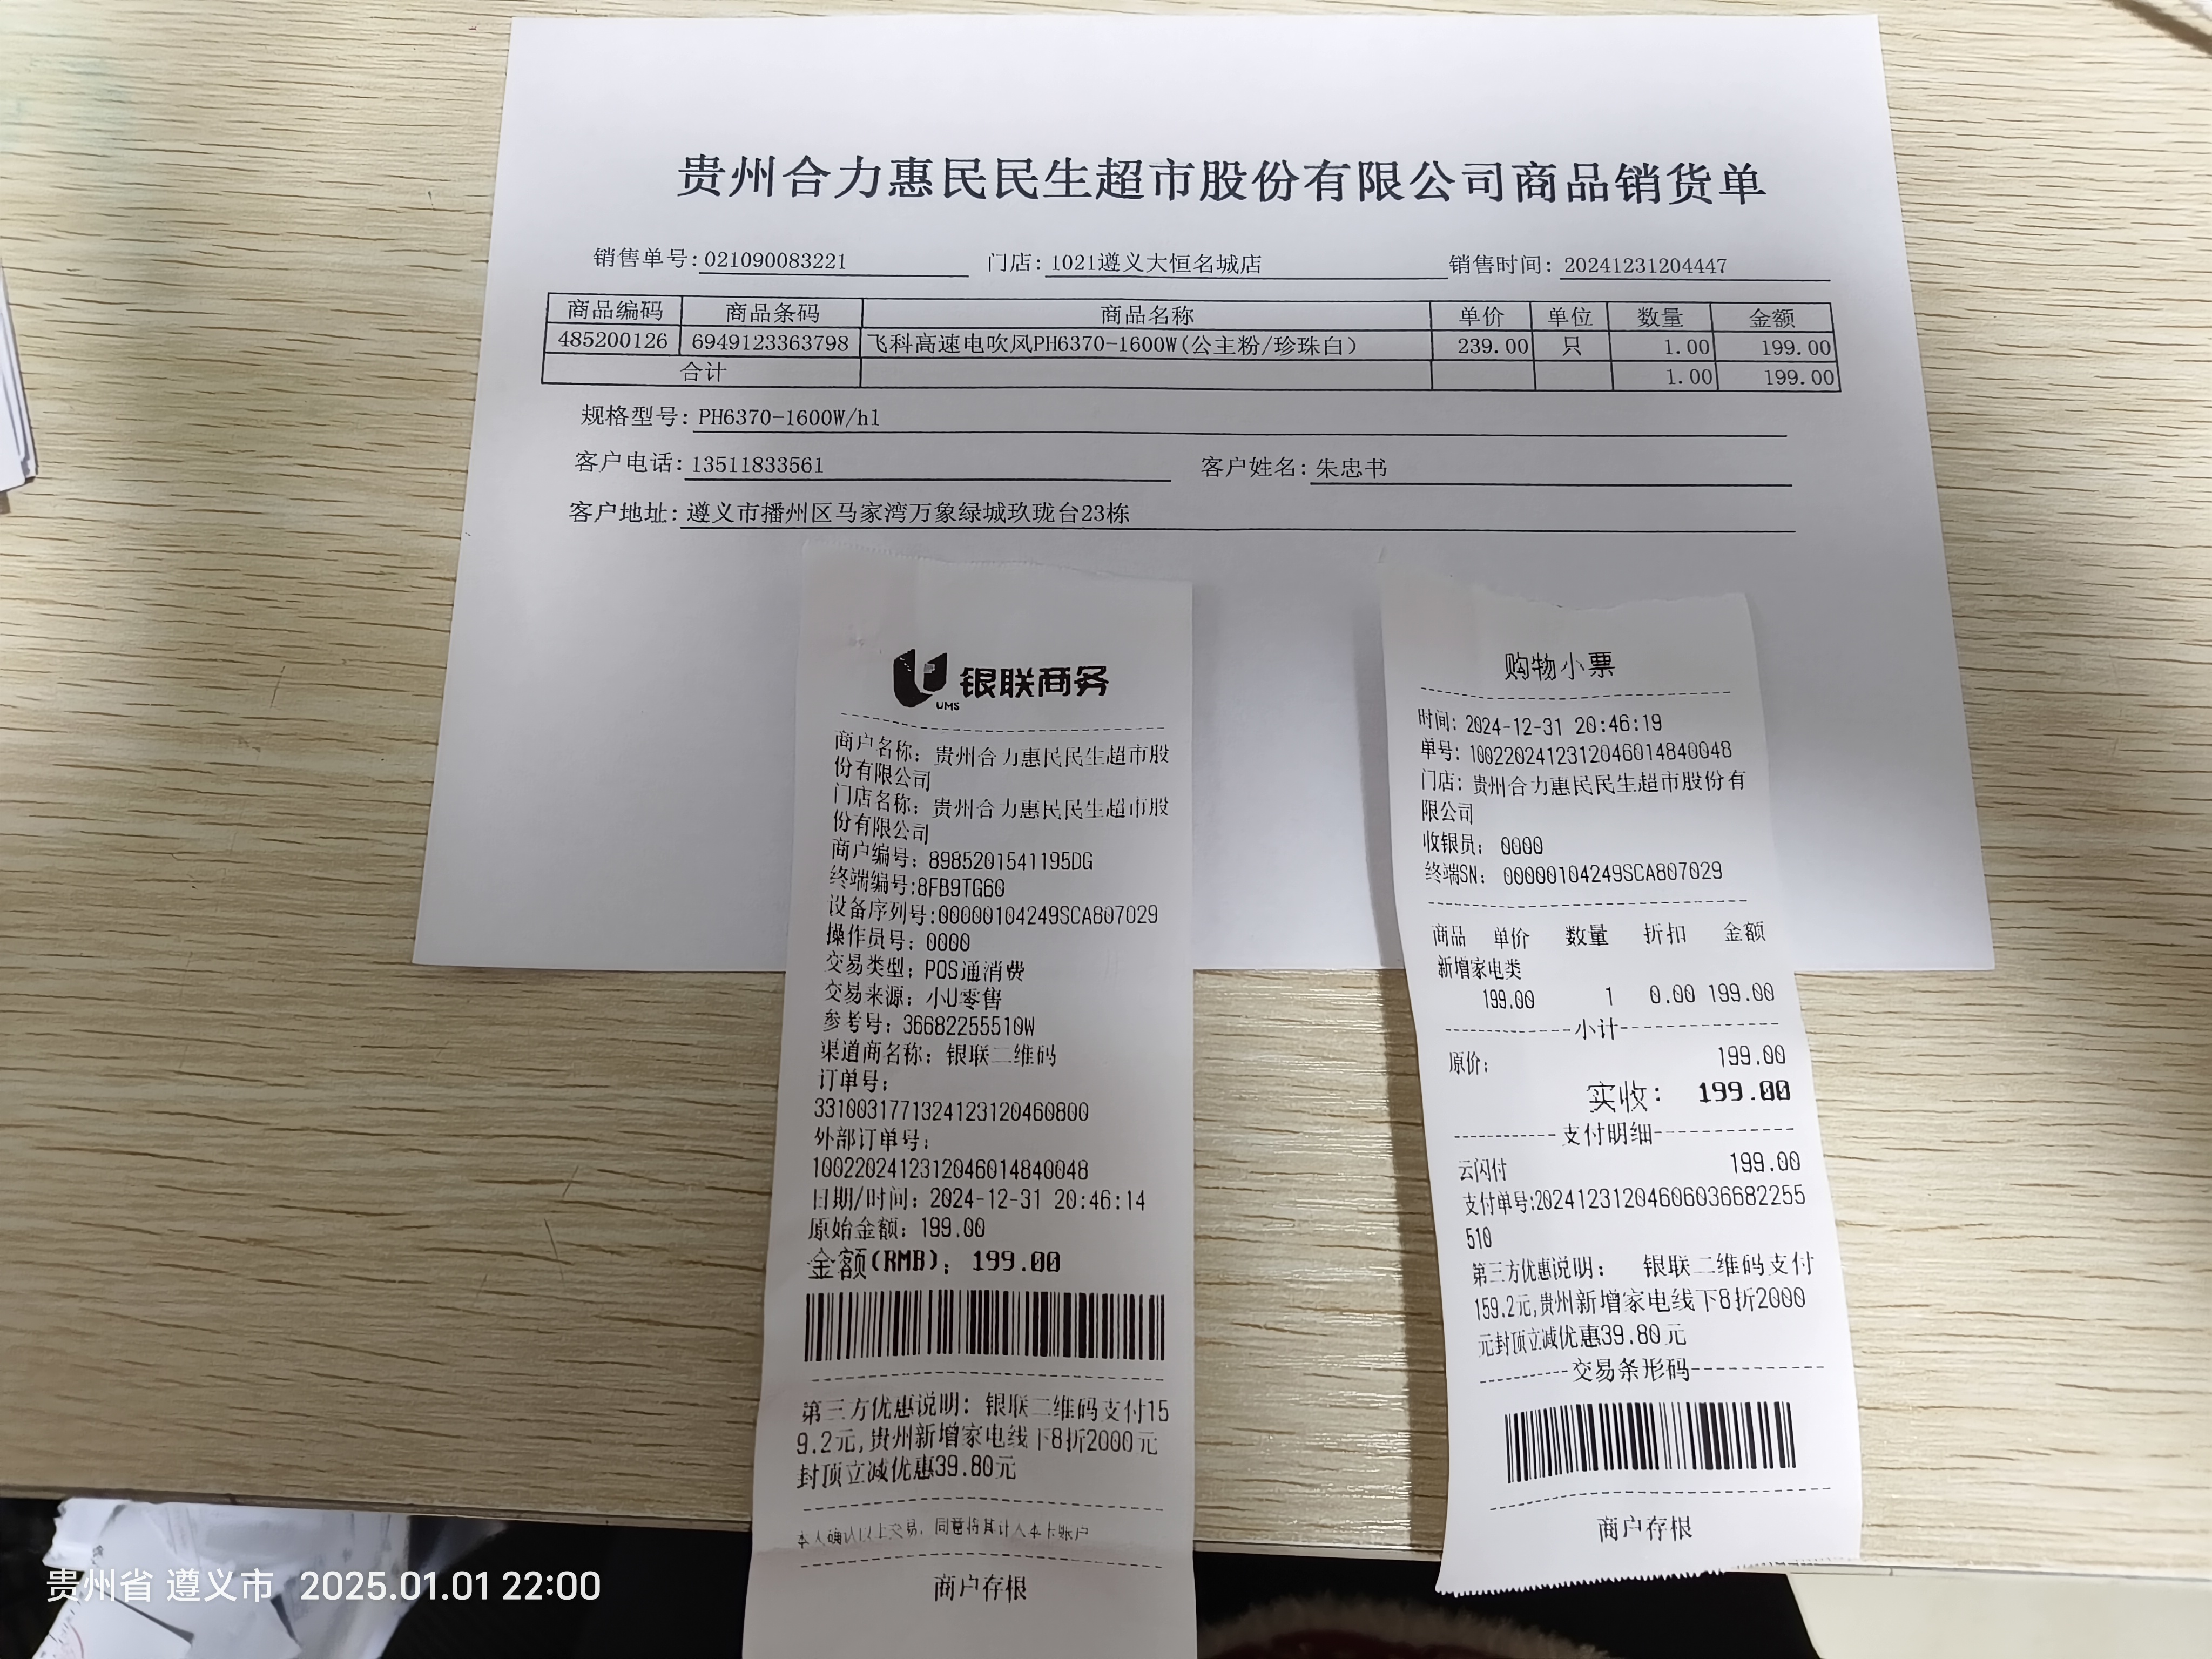 贵州合力惠民民生超市股份有限公司商品销货单
销售单号: 021090083221 门店: 1021遵义大恒名城店 销售时间: 20241231204447
商品编码 商品条码 商品名称 单价 单位 数量 金额
485200126 6949123363798 飞科高速电吹风PH6370-1600W(公主粉/珍珠白) 239.00 只 1.00 199.00
合计 1.00 199.00
规格型号: PH6370-1600W/hl
客户电话: 13511833561 客户姓名: 朱忠书
客户地址: 遵义市播州区马家湾万象绿城玖珑台23栋
银联商务
UMS
商户名称: 贵州合力惠民民生超市股
份有限公司
门店名称: 贵州合力惠民民生超市股
份有限公司
商户编号: 8985201541195DG
终端编号:8FB9TG60
设备序列号:00000104249SCA807029
操作员号: 0000
交易类型: POS通消费
交易来源: 小U零售
参考号: 36682255510W
渠道商名称: 银联二维码
订单号:
3310031771324123120460800
外部订单号:
1002202412312046014840048
日期/时间: 2024-12-31 20:46:14
原始金额: 199.00
金额(RMB): 199.00
第三方优惠说明: 银联二维码支付15
9.2元,贵州新增家电线下8折2000元
封顶立减优惠39.80元
本人确认以上交易, 同意将其计入本卡账户
商户存根
购物小票
时间: 2024-12-31 20:46:19
单号: 1002202412312046014840048
门店: 贵州合力惠民民生超市股份有
限公司
收银员: 0000
终端SN: 00000104249SCA807029
商品 单价 数量 折扣 金额
新增家电类
199.00 1 0.00 199.00
小计
原价: 199.00
实收: 199.00
支付明细
云闪付 199.00
支付单号:20241231204606036682255
510
第三方优惠说明: 银联二维码支付
159.2元,贵州新增家电线下8折2000
元封顶立减优惠39.80元
交易条形码
商户存根
贵州省 遵义市 2025.01.01 22:00